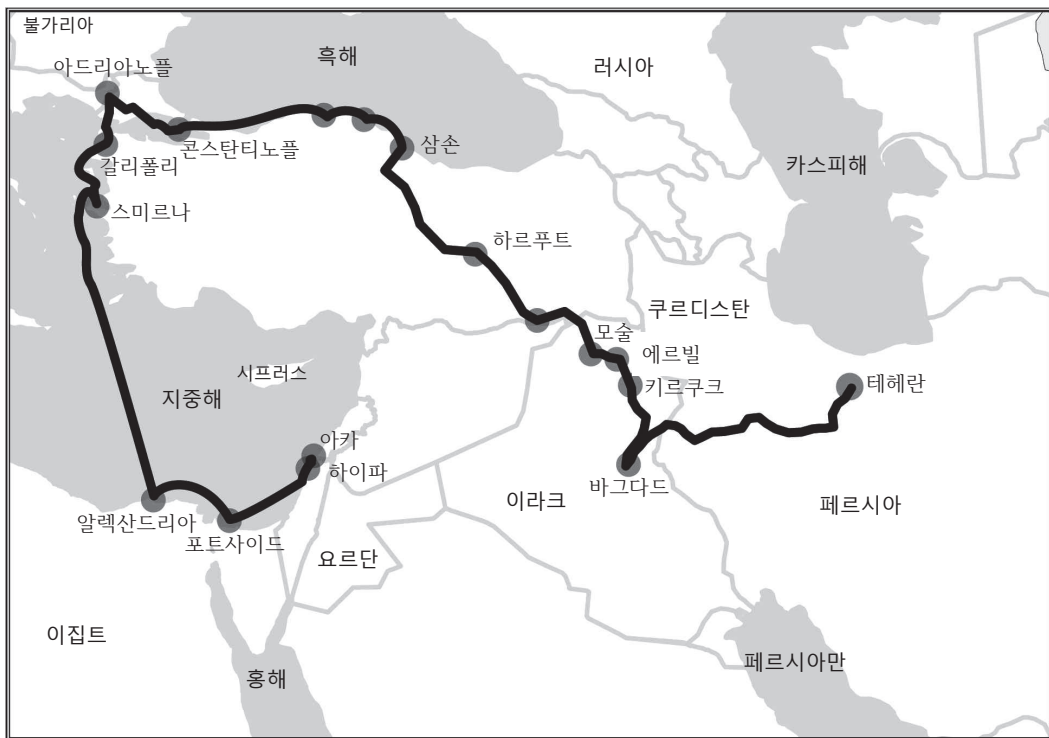 불가리아
흑해
아드리아노플
러시아
콘스탄티노플
삼손
갈리폴리
카스피해
스미르나
하르푸트
쿠르디스탄
모술
에르빌
시프러스
키르쿠크
테헤란
지중해
아카
하이파
바그다드
이라크
페르시아
알렉산드리아
포트사이드
요르단
이집트
페르시아만
홍해